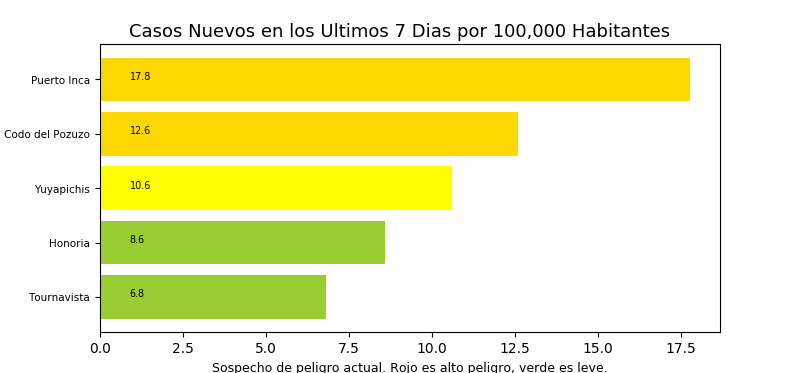 Casos Nuevos en los Ultimos 7 Dias por 100,000 Habitantes
Puerto Inca 17.8
Codo del Pozuzo 12.6
Yuyapichis 10.6
Honoria 8.6
Tournavista 6.8
0.0 2.5 5.0 7.5 10.0 12.5 15.0 17.5
Sospecho de peligro actual. Rojo es alto peligro, verde es leve.